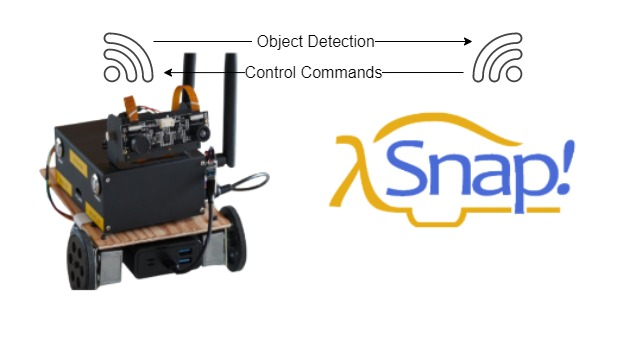 Object Detection
Control Commands
λSnap!